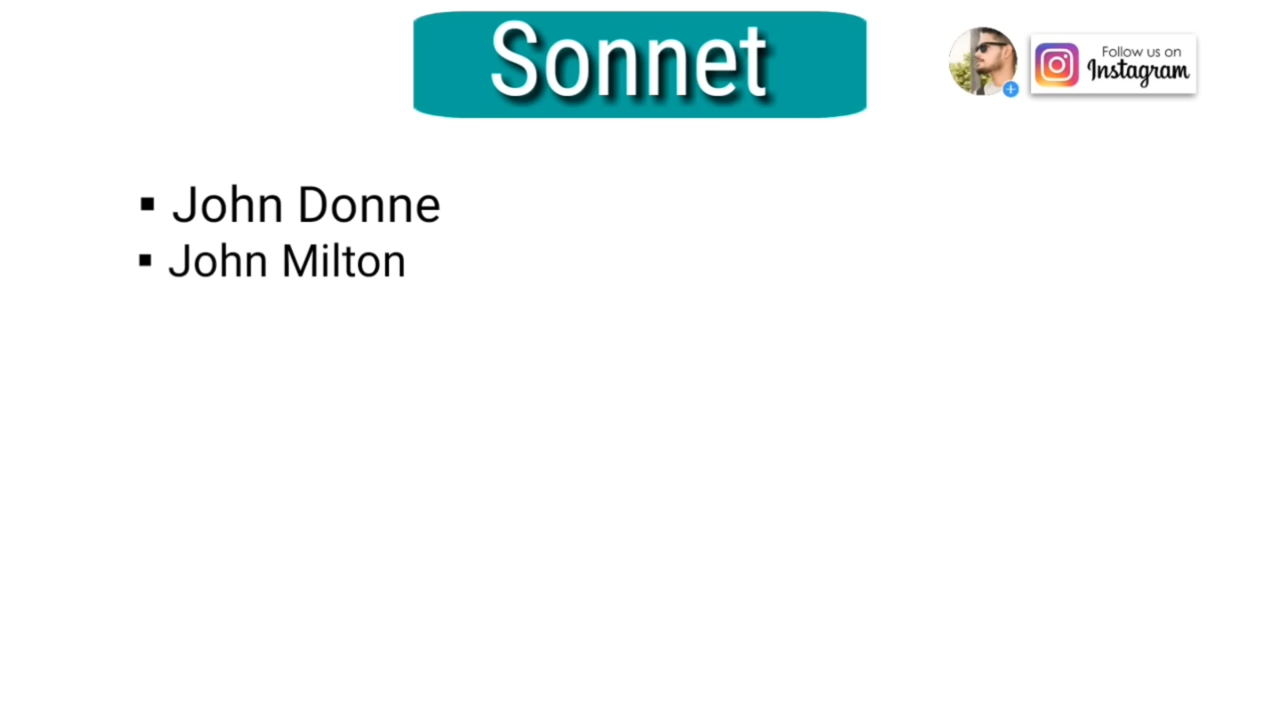 Sonnet
Follow us on
Instagram
▪ John Donne
▪ John Milton